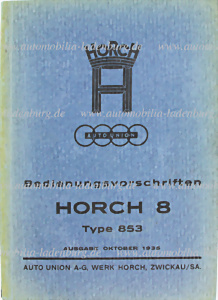 HORCH
H
AUTO UNION
www.automobilia-ladenburg.de
Bedienungsvorschriften
HORCH 8
Type 853
AUSGABE: OKTOBER 1936
AUTO UNION A-G. WERK HORCH, ZWICKAU/SA.